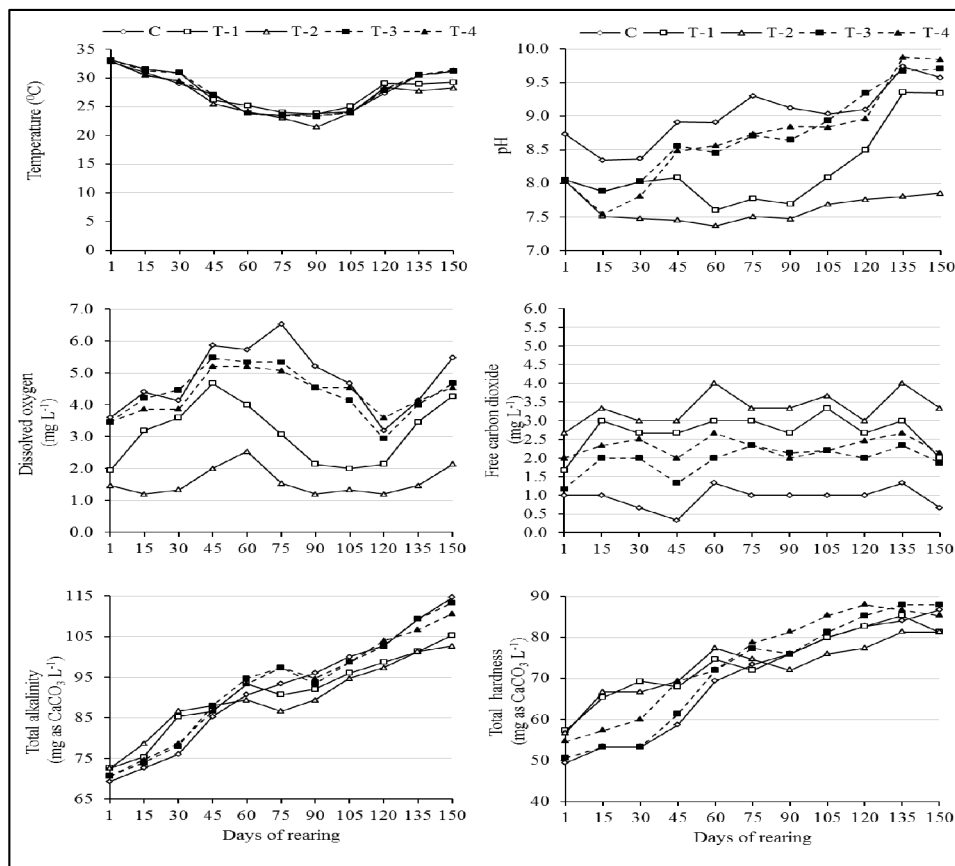 C T-1 T-2 T-3 T-4
C T-1 T-2 T-3 T-4
Temperature (⁰C)
35
30
25
20
15
10
5
0
1 15 30 45 60 75 90 105 120 135 150
pH
10.0
9.5
9.0
8.5
8.0
7.5
7.0
1 15 30 45 60 75 90 105 120 135 150
Dissolved oxygen
(mg L⁻¹)
7.0
6.0
5.0
4.0
3.0
2.0
1.0
0.0
1 15 30 45 60 75 90 105 120 135 150
Free carbon dioxide
(mg L⁻¹)
6.0
5.5
5.0
4.5
4.0
3.5
3.0
2.5
2.0
1.5
1.0
0.5
0.0
1 15 30 45 60 75 90 105 120 135 150
Total alkalinity
(mg as CaCO₃ L⁻¹)
115
105
95
85
75
65
1 15 30 45 60 75 90 105 120 135 150
Days of rearing
Total hardness
(mg as CaCO₃ L⁻¹)
90
80
70
60
50
40
1 15 30 45 60 75 90 105 120 135 150
Days of rearing